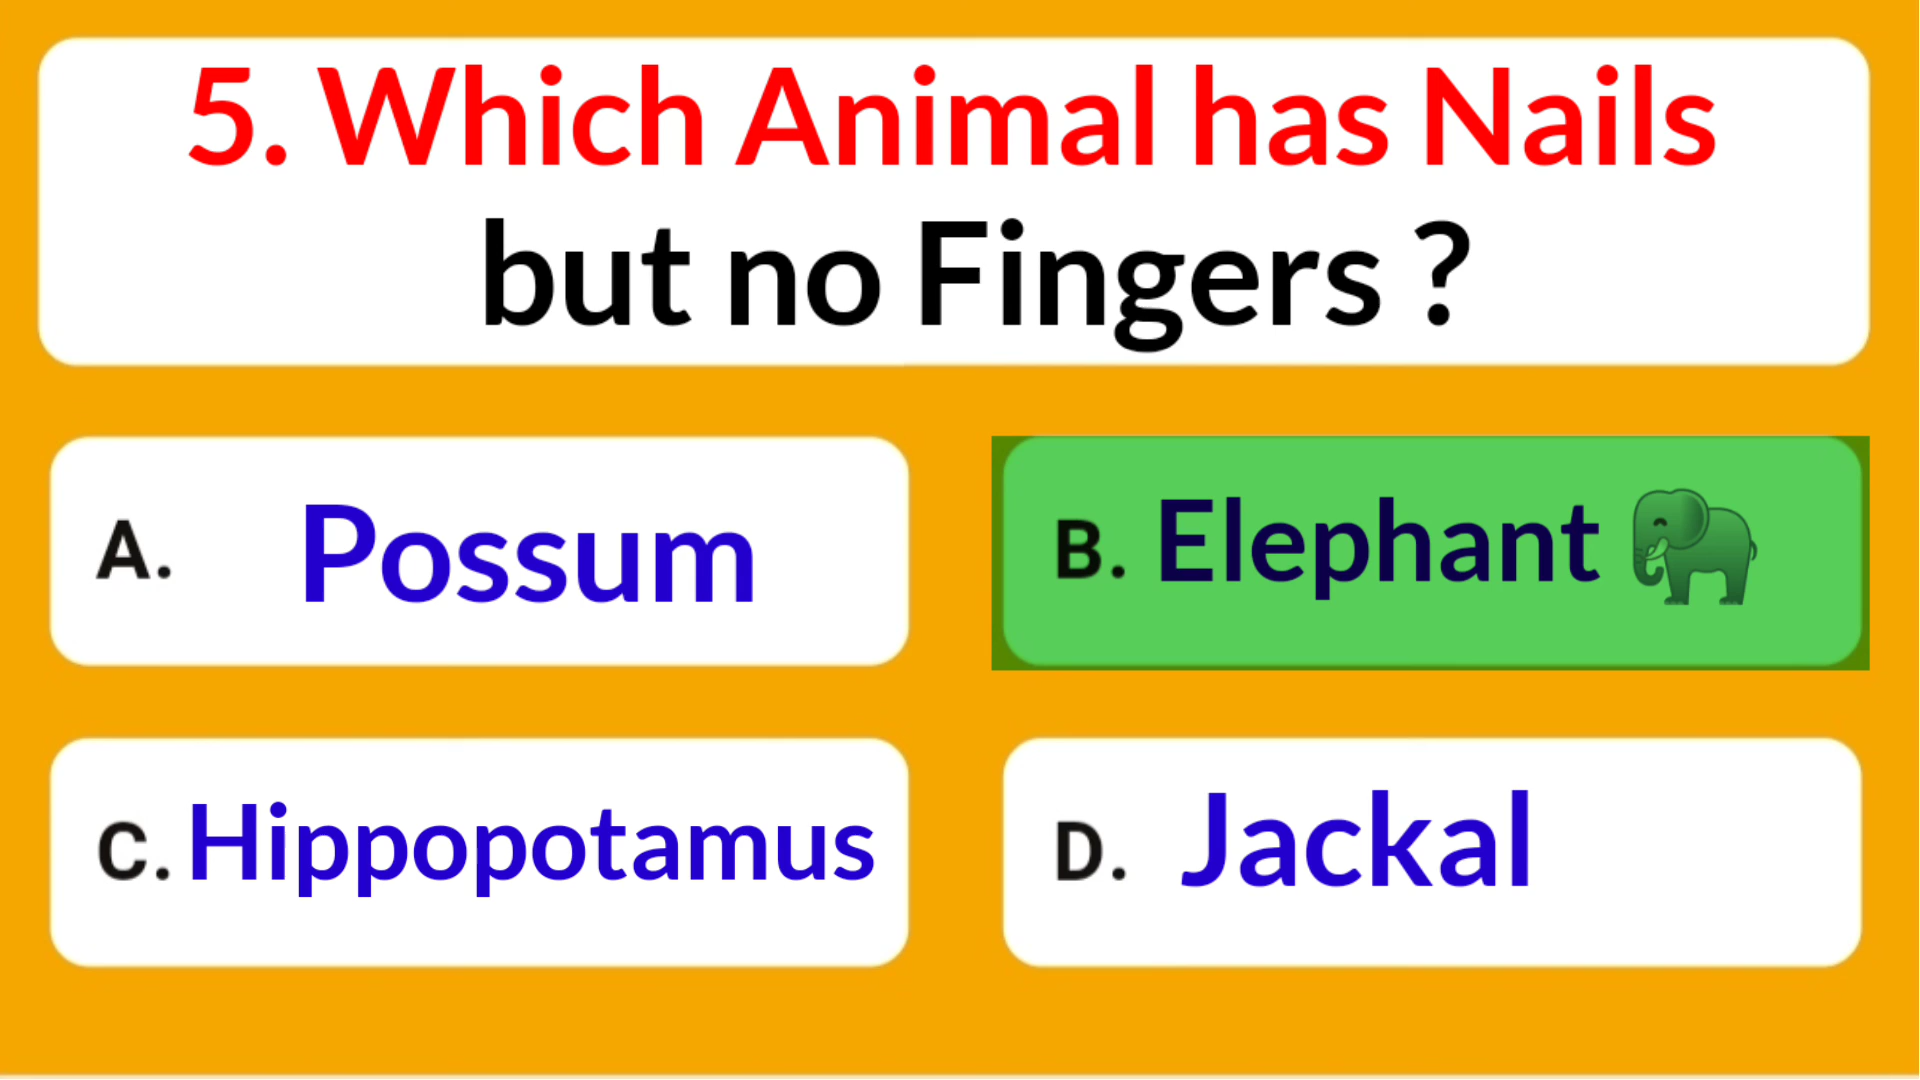 5. Which Animal has Nails
but no Fingers ?
A. Possum
B. Elephant
C. Hippopotamus
D. Jackal